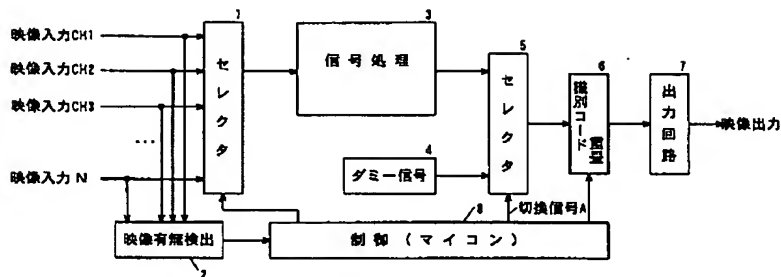 映像入力CH1
映像入力CH2
映像入力CH3
…
映像入力 N
1
セレクタ
3
信号処理
4
ダミー信号
5
セレクタ
6
識別コード
重畳
7
出力回路
映像出力
映像有無検出
2
制御(マイコン)
8
切換信号A